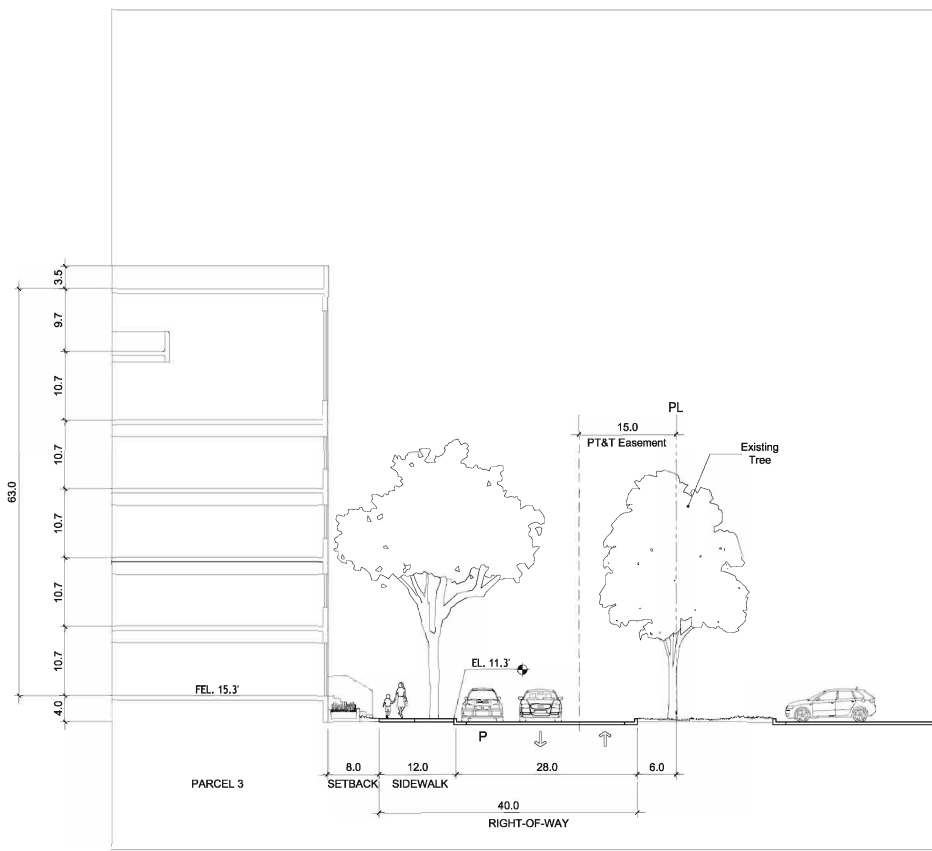 3.5
9.7
10.7
10.7
10.7
10.7
10.7
4.0
63.0
PL
15.0
PT&T Easement
Existing
Tree
FEL. 15.3'
EL. 11.3'
P
8.0
12.0
28.0
6.0
PARCEL 3
SETBACK
SIDEWALK
40.0
RIGHT-OF-WAY